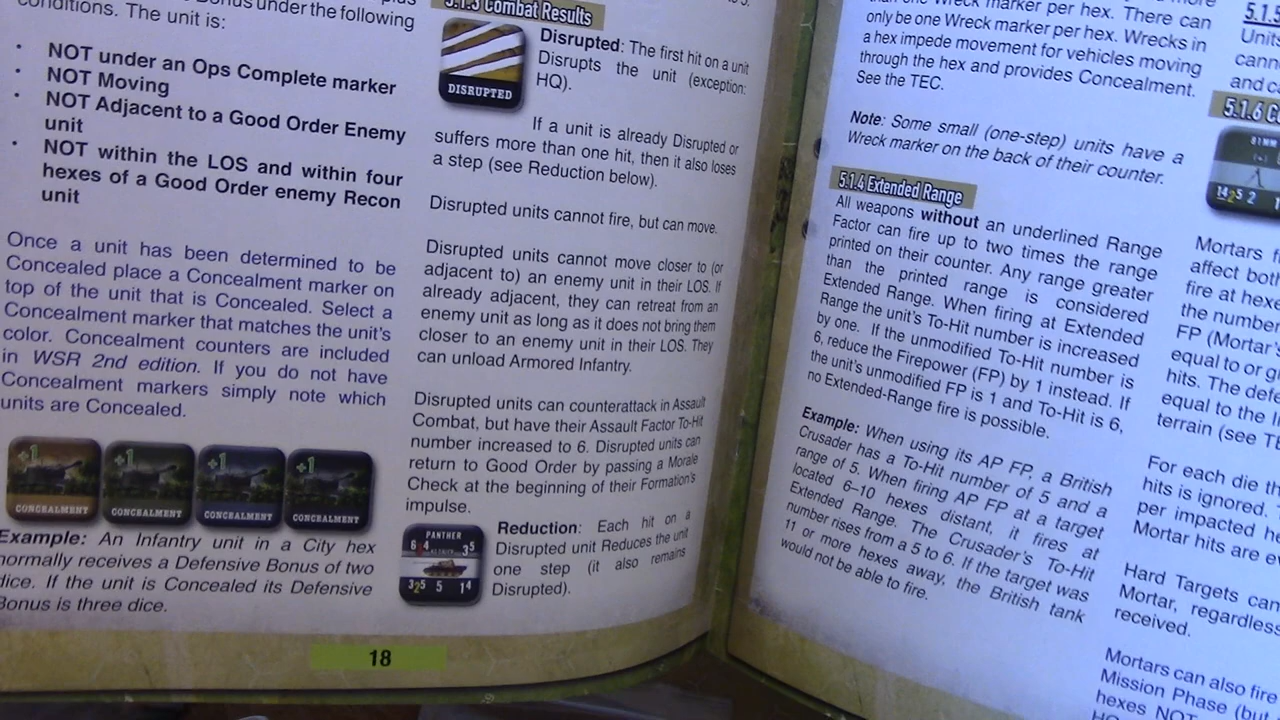 conditions. The unit is:
under the following
· NOT under an Ops Complete marker
· NOT Moving
· NOT Adjacent to a Good Order Enemy
unit
· NOT within the LOS and within four
hexes of a Good Order enemy Recon
unit
Once a unit has been determined to be
Concealed place a Concealment marker on
top of the unit that is Concealed. Select a
Concealment marker that matches the unit's
color. Concealment counters are included
in WSR 2nd edition. If you do not have
Concealment markers simply note which
units are Concealed.
+1 +1 +1 +1
CONCEALMENT CONCEALMENT CONCEALMENT CONCEALMENT
Example: An Infantry unit in a City hex
normally receives a Defensive Bonus of two
dice. If the unit is Concealed its Defensive
Bonus is three dice.
5.1.3 Combat Results
DISRUPTED
Disrupted: The first hit on a unit
Disrupts the unit (exception:
HQ).
If a unit is already Disrupted or
suffers more than one hit, then it also loses
a step (see Reduction below).
Disrupted units cannot fire, but can move.
Disrupted units cannot move closer to (or
adjacent to) an enemy unit in their LOS. If
already adjacent, they can retreat from an
enemy unit as long as it does not bring them
closer to an enemy unit in their LOS. They
can unload Armored Infantry.
Disrupted units can counterattack in Assault
Combat, but have their Assault Factor To-Hit
number increased to 6. Disrupted units can
return to Good Order by passing a Morale
Check at the beginning of their Formation's
impulse.
PANTHER
Reduction: Each hit on a
Disrupted unit Reduces the unit
one step (it also remains
Disrupted).
18
than one Wreck marker per hex. There can
only be one Wreck marker per hex. Wrecks in
a hex impede movement for vehicles moving
through the hex and provides Concealment.
See the TEC.
Note: Some small (one-step) units have a
Wreck marker on the back of their counter.
5.1.4 Extended Range
All weapons without an underlined Range
Factor can fire up to two times the range
printed on their counter. Any range greater
than the printed range is considered
Extended Range. When firing at Extended
Range the unit's To-Hit number is increased
by one. If the unmodified To-Hit number is
6, reduce the Firepower (FP) by 1 instead. If
the unit's unmodified FP is 1 and To-Hit is 6,
no Extended-Range fire is possible.
Example: When using its AP FP, a British
Crusader has a To-Hit number of 5 and a
range of 5. When firing AP FP at a target
located 6–10 hexes distant, it fires at
Extended Range. The Crusader's To-Hit
number rises from a 5 to 6. If the target was
11 or more hexes away, the British tank
would not be able to fire.
Units
and
5.1.6
Mortars
affect both
fire at
the number
FP (Mortar's
equal to or
hits. The
equal to the
terrain (see
For each die
hits is ignored.
per impacted
Mortar hits are
Hard Targets can
Mortar, regardless
received.
Mortars can also fire
Mission Phase (but
hexes NOT